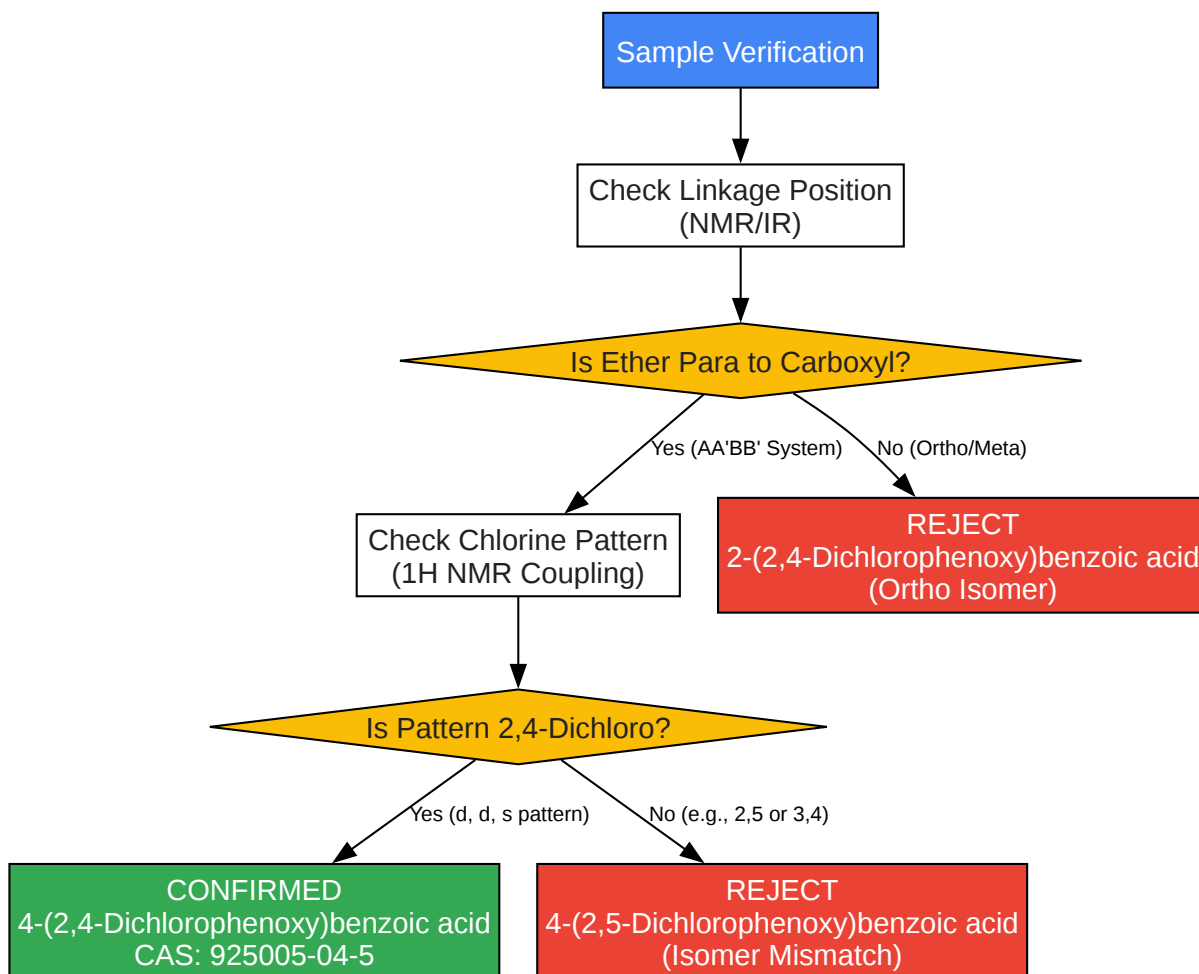 Sample Verification
Check Linkage Position
(NMR/IR)
Is Ether Para to Carboxyl?
Yes (AA'BB' System)
No (Ortho/Meta)
Check Chlorine Pattern
(1H NMR Coupling)
REJECT
2-(2,4-Dichlorophenoxy)benzoic acid
(Ortho Isomer)
Is Pattern 2,4-Dichloro?
Yes (d, d, s pattern)
No (e.g., 2,5 or 3,4)
CONFIRMED
4-(2,4-Dichlorophenoxy)benzoic acid
CAS: 925005-04-5
REJECT
4-(2,5-Dichlorophenoxy)benzoic acid
(Isomer Mismatch)